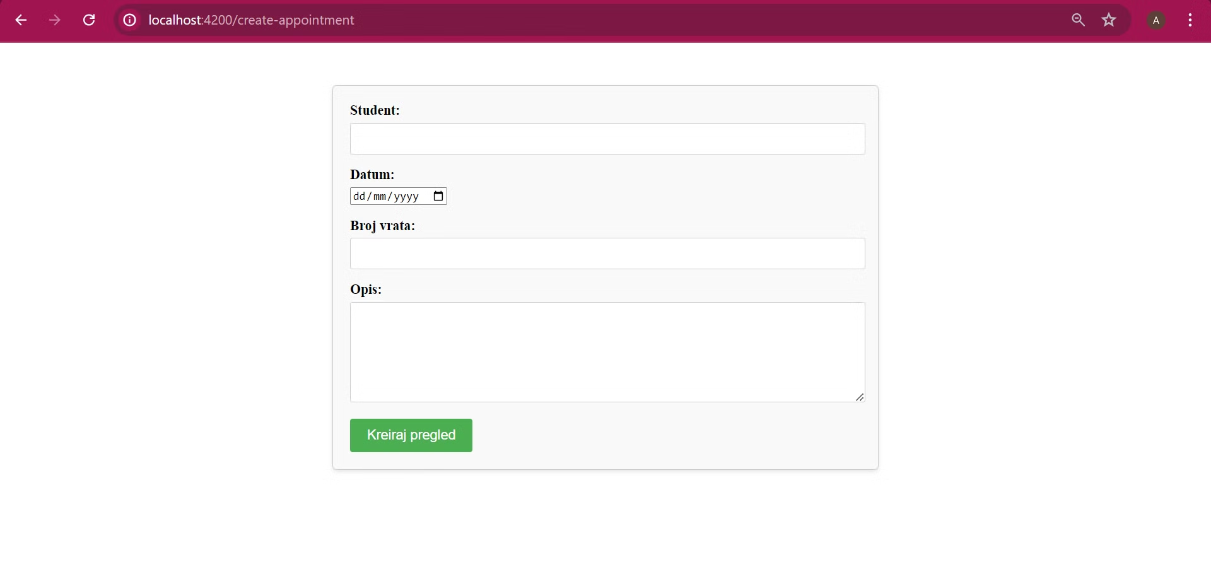 localhost:4200/create-appointment
A
Student:
Datum:
dd/mm/yyyy
Broj vrata:
Opis:
Kreiraj pregled